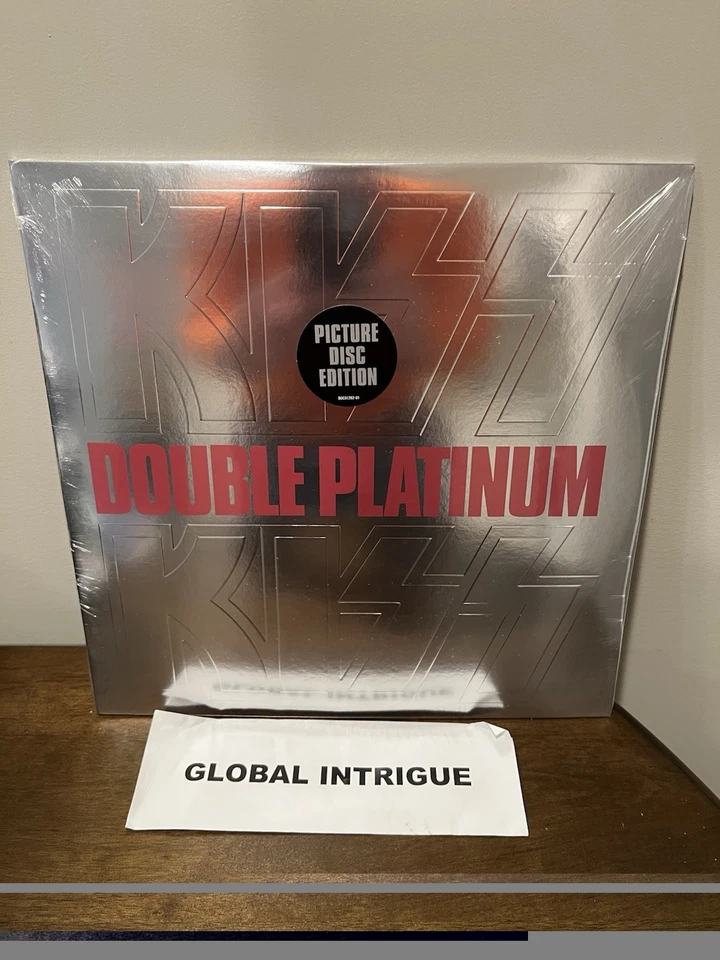 KISS
PICTURE
DISC
EDITION
DOUBLE PLATINUM
KISS
GLOBAL INTRIGUE